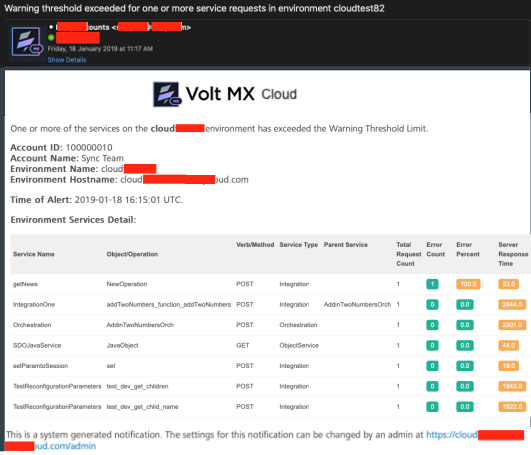 Warning threshold exceeded for one or more service requests in environment cloudtest82
counts <
m>
Friday, 18 January 2019 at 11:17 AM
Show Details
MX
Volt MX Cloud
One or more of the services on the cloud environment has exceeded the Warning Threshold Limit.
Account ID: 100000010
Account Name: Sync Team
Environment Name: cloud
Environment Hostname: cloud oud.com
Time of Alert: 2019-01-18 16:15:01 UTC.
Environment Services Detail:
Service Name Object/Operation Verb/Method Service Type Parent Service Total Request Count Error Count Error Percent Server Response Time
getNews NewOperation POST Integration 1 1 100.0 53.0
IntegrationOne addTwoNumbers_function_addTwoNumbers POST Integration AddinTwoNumbersOrch 1 0 0.0 2844.0
Orchestration AddinTwoNumbersOrch POST Orchestration 1 0 0.0 2901.0
SDOJavaService JavaObject GET ObjectService 1 0 0.0 44.0
setParamtoSession set POST Integration 1 0 0.0 19.0
TestReconfigurationParameters test_dev_get_children POST Integration 1 0 0.0 1943.0
TestReconfigurationParameters test_dev_get_child_name POST Integration 1 0 0.0 1522.0
This is a system generated notification. The settings for this notification can be changed by an admin at https://cloud
oud.com/admin